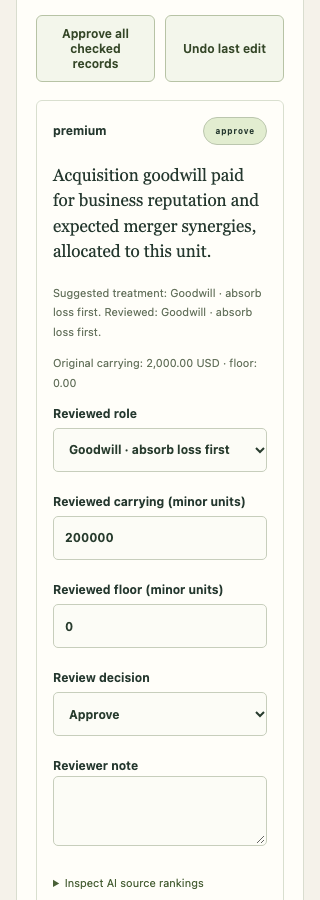 Approve all
checked
records
Undo last edit
premium
approve
Acquisition goodwill paid
for business reputation and
expected merger synergies,
allocated to this unit.
Suggested treatment: Goodwill · absorb
loss first. Reviewed: Goodwill · absorb
loss first.
Original carrying: 2,000.00 USD · floor:
0.00
Reviewed role
Goodwill · absorb loss first
Reviewed carrying (minor units)
200000
Reviewed floor (minor units)
0
Review decision
Approve
Reviewer note
Inspect AI source rankings